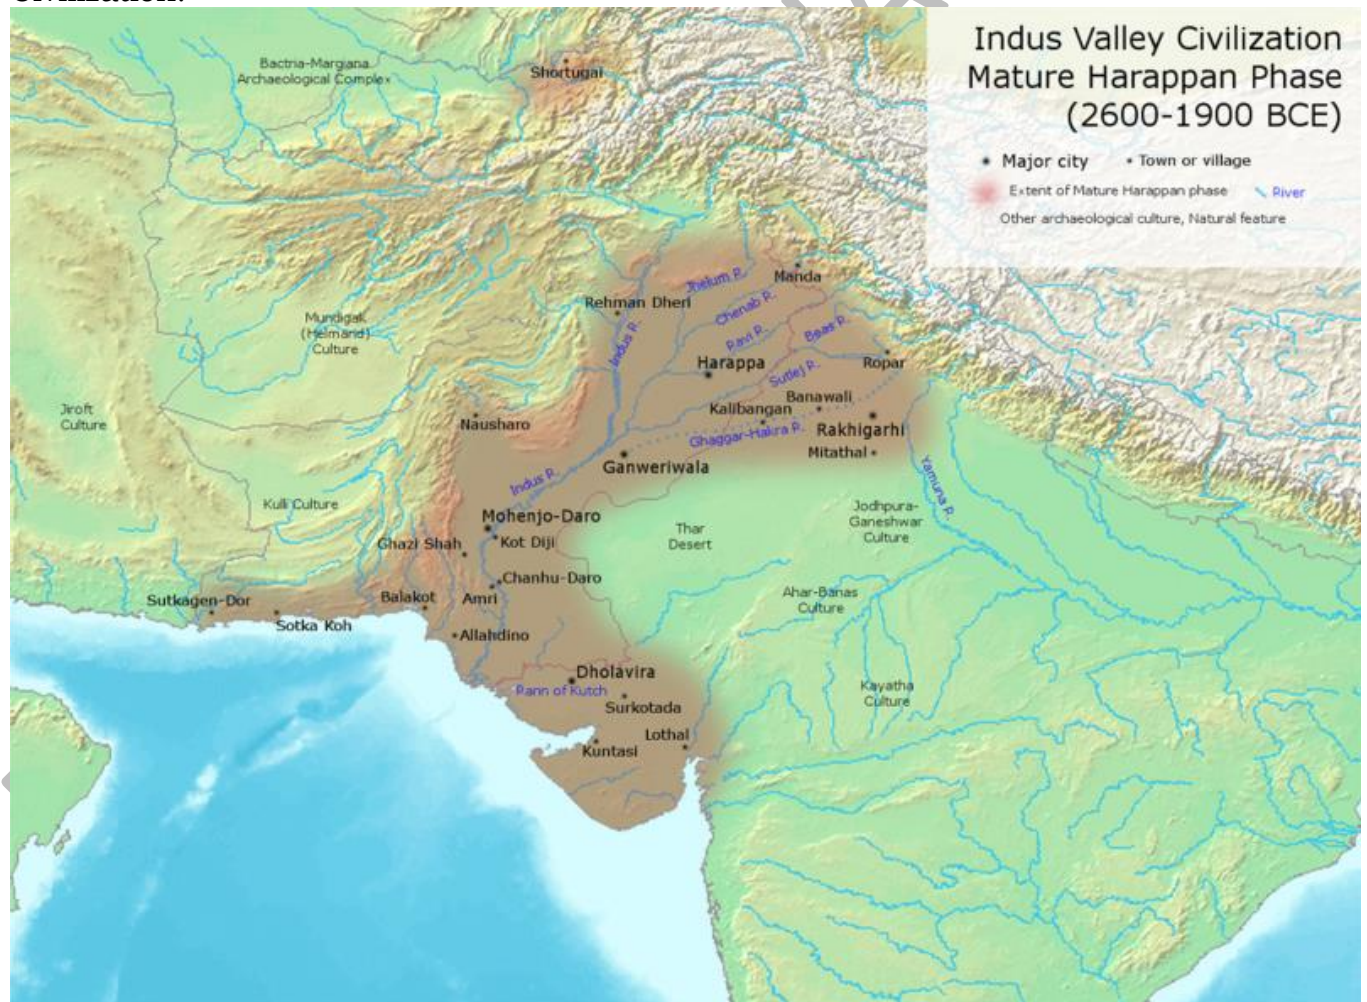 Indus Valley Civilization
Mature Harappan Phase
(2600-1900 BCE)
Major city
Town or village
Extent of Mature Harappan phase
River
Other archaeological culture, Natural feature
Bactria-Margiana
Archaeological Complex
Shortugai
Manda
Jhelum R.
Rehman Dheri
Chenab R.
Mundigak
(Helmand)
Culture
Indus R.
Ravi R.
Beas R.
Harappa
Ropar
Sutlej R.
Jiroft
Culture
Nausharo
Kalibangan
Banawali
Ghaggar-Hakra R.
Rakhigarhi
Mitathal
Ganweriwala
Yamuna R.
Indus R.
Kulli Culture
Mohenjo-Daro
Kot Diji
Ghazi Shah
Thar
Desert
Jodhpura-
Ganeshwar
Culture
Chanhu-Daro
Amri
Balakot
Sutkagen-Dor
Sotka Koh
Ahar-Banas
Culture
Allahdino
Dholavira
Rann of Kutch
Surkotada
Kayatha
Culture
Lothal
Kuntasi